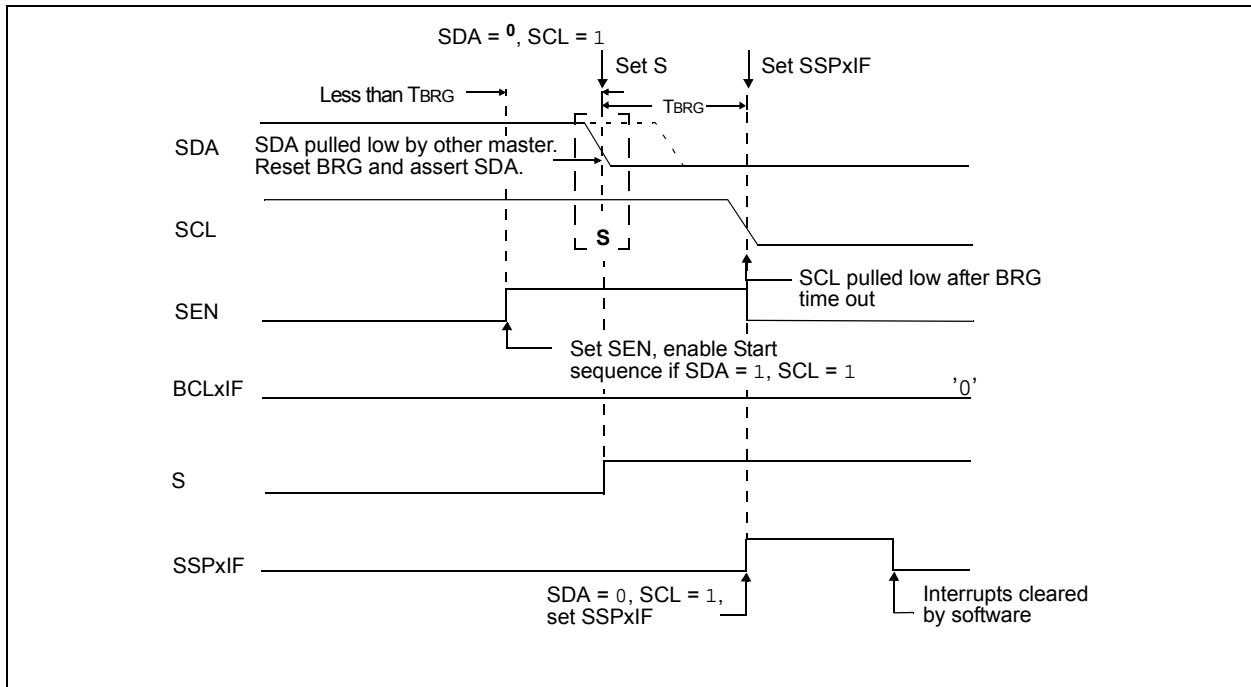 SDA = 0, SCL = 1
Set S
Set SSPxIF
Less than TBRG
TBRG
SDA
SDA pulled low by other master.
Reset BRG and assert SDA.
SCL
S
SCL pulled low after BRG
time out
SEN
Set SEN, enable Start
sequence if SDA = 1, SCL = 1
BCLxIF
'0'
S
SSPxIF
SDA = 0, SCL = 1,
set SSPxIF
Interrupts cleared
by software